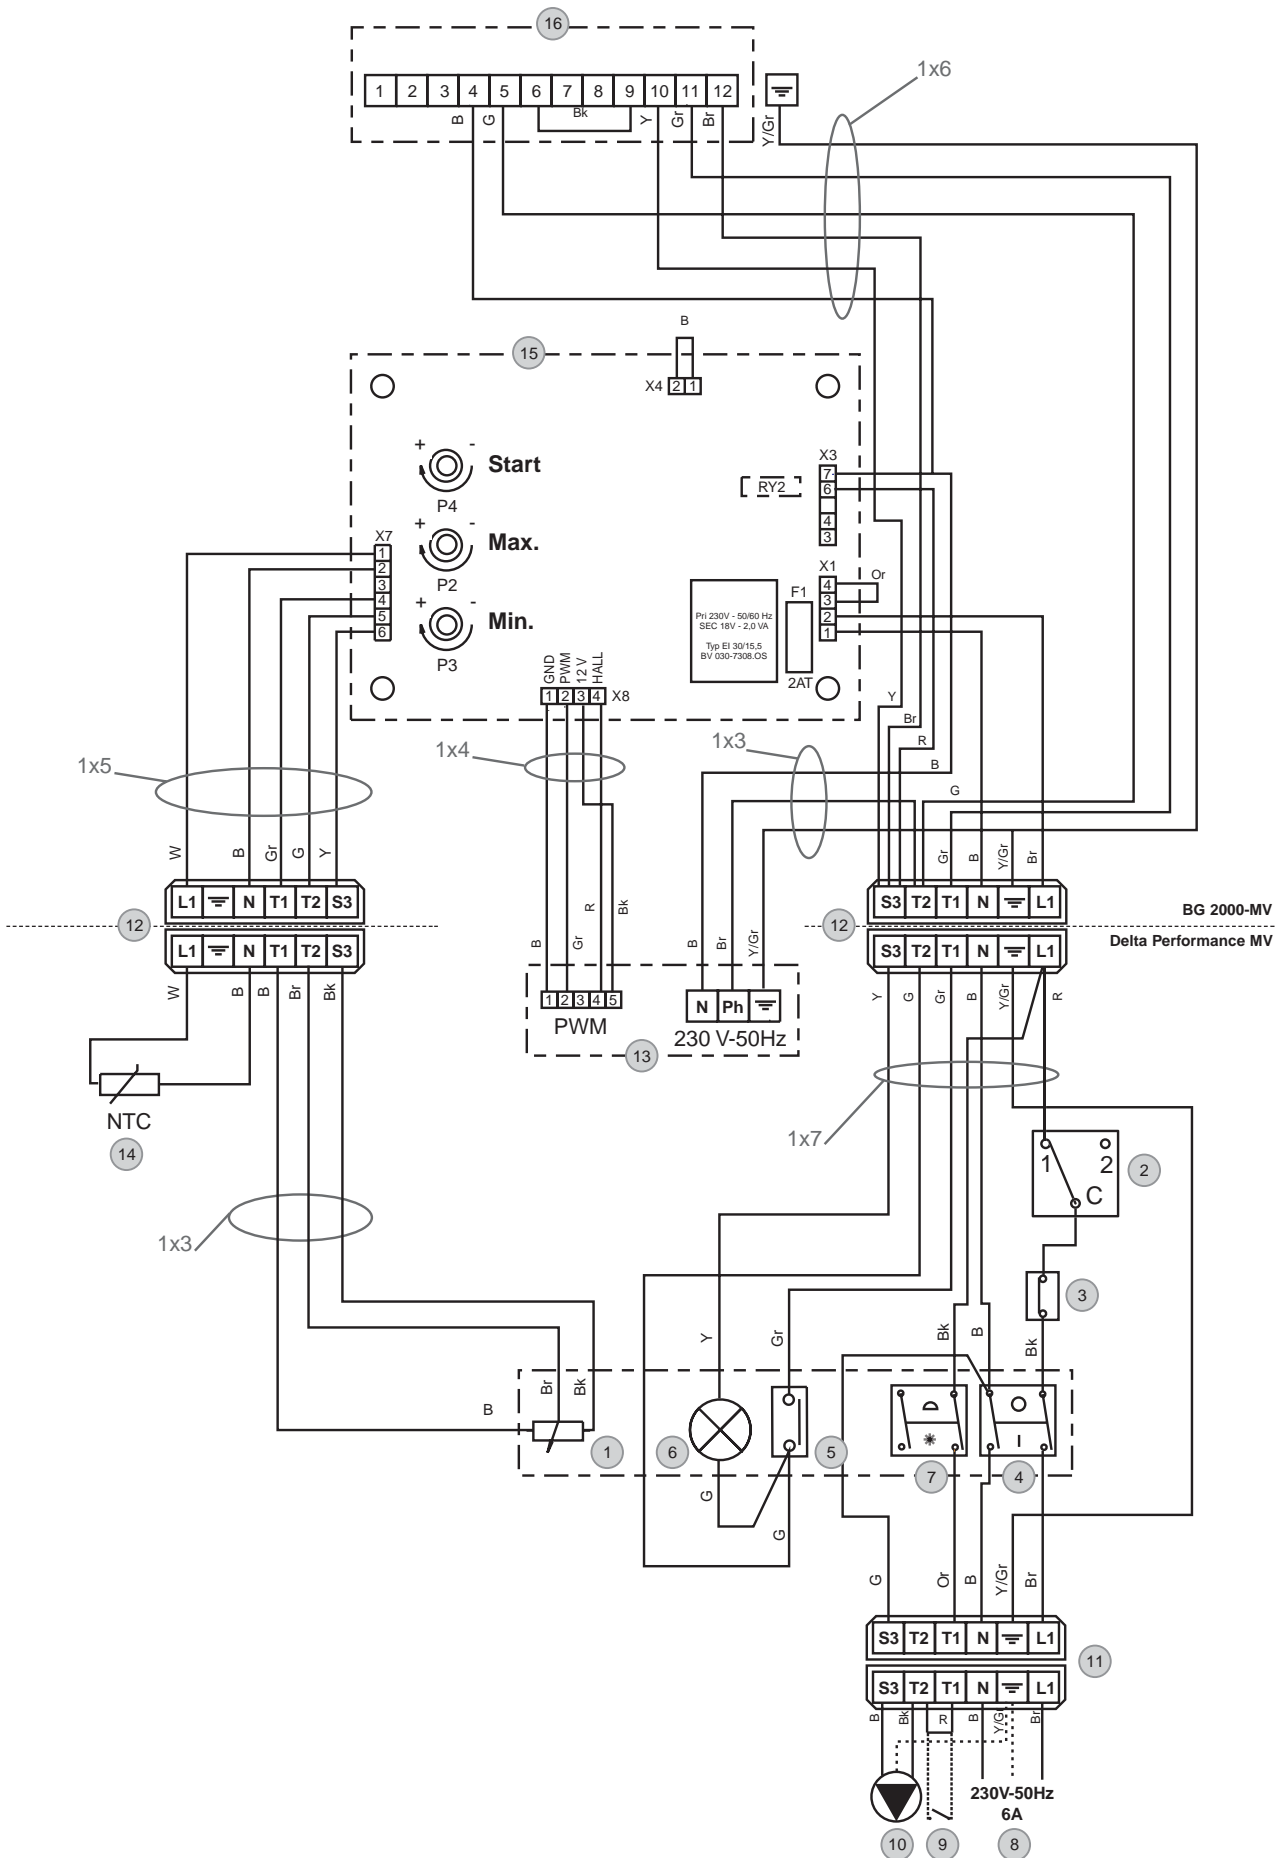 16
1x6
1 2 3 4 5 6 7 8 9 10 11 12
B G Bk Y Gr Br Y/Gr
B
15
X4 2 1
+ -
Start
P4
X3
7
6
4
3
RY2
+ -
Max.
P2
X7
1
2
3
4
5
6
X1
4
3
2
1
Or
F1
Pri 230V - 50/60 Hz
SEC 18V - 2,0 VA
Typ EI 30/15,5
BV 030-7308.OS
2AT
+ -
Min.
P3
GND PWM 12 V HALL
1 2 3 4 X8
Y
Br
R
B
G
1x5
1x4
1x3
W B Gr G Y
Gr B Y/Gr Br
L1 N T1 T2 S3
12
L1 N T1 T2 S3
S3 T2 T1 N L1
12
S3 T2 T1 N L1
BG 2000-MV
Delta Performance MV
B Gr R Bk
B Br Y/Gr
W B B Br Bk
Y G Gr B Y/Gr R
1 2 3 4 5
PWM
N Ph
230 V-50Hz
13
NTC
14
1x7
1 2
C
2
1x3
3
Y Gr Bk B Bk
Br Bk
B
1
6
5
7
I
4
G
G
G Or B Y/Gr Br
S3 T2 T1 N L1
11
S3 T2 T1 N L1
B Bk R B Y/Gr Br
230V-50Hz
6A
10 9 8